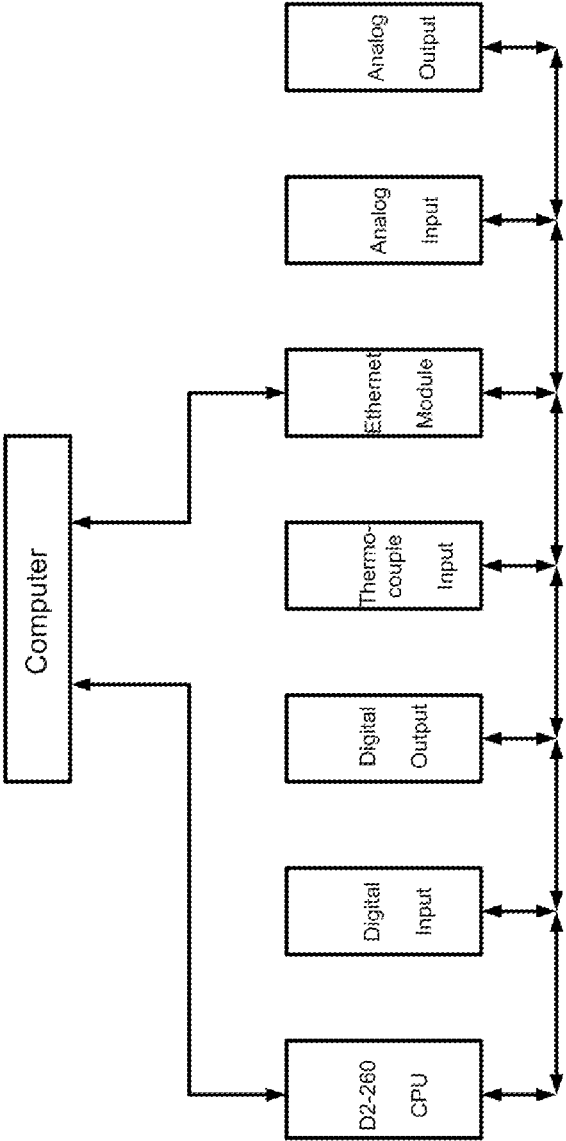 Computer
D2-260
CPU
Digital
Input
Digital
Output
Thermo-
couple
Input
Ethernet
Module
Analog
Input
Analog
Output